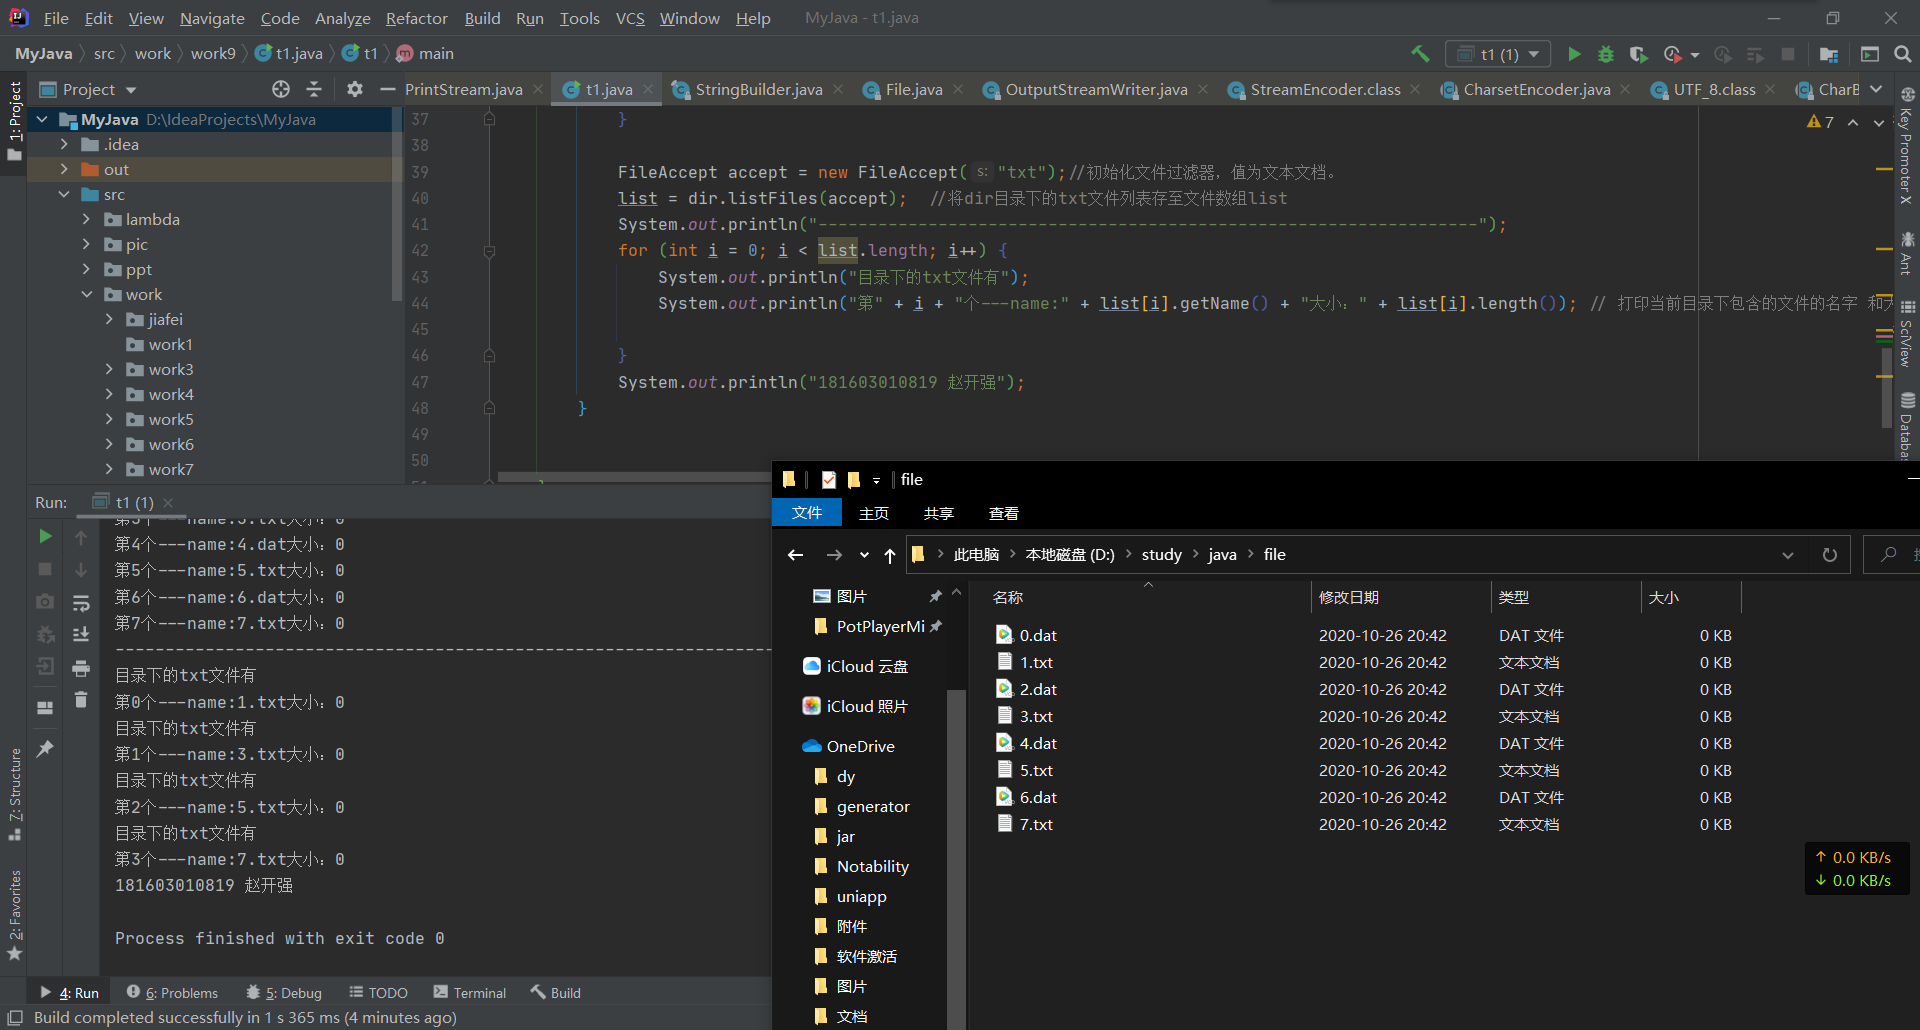 File Edit View Navigate Code Analyze Refactor Build Run Tools VCS Window Help MyJava - t1.java
MyJava src work work9 t1.java t1 main
t1 (1)
Project
PrintStream.java t1.java StringBuilder.java File.java OutputStreamWriter.java StreamEncoder.class CharsetEncoder.java UTF_8.class CharB
1: Project
MyJava D:\IdeaProjects\MyJava
.idea
out
src
lambda
pic
ppt
work
jiafei
work1
work3
work4
work5
work6
work7
37 }
38
39 FileAccept accept = new FileAccept( s: "txt");//初始化文件过滤器，值为文本文档。
40 list = dir.listFiles(accept); //将dir目录下的txt文件列表存至文件数组list
41 System.out.println("------------------------------------------------------------------");
42 for (int i = 0; i < list.length; i++) {
43 System.out.println("目录下的txt文件有");
44 System.out.println("第" + i + "个---name:" + list[i].getName() + "大小：" + list[i].length()); // 打印当前目录下包含的文件的名字 和
45
46 }
47 System.out.println("181603010819 赵开强");
48 }
49
50
7
Key Promoter X
Ant
SciView
Databas
Run: t1 (1)
第3个---name:3.txt大小：0
第4个---name:4.dat大小：0
第5个---name:5.txt大小：0
第6个---name:6.dat大小：0
第7个---name:7.txt大小：0
------------------------------------------------------------------
目录下的txt文件有
第0个---name:1.txt大小：0
目录下的txt文件有
第1个---name:3.txt大小：0
目录下的txt文件有
第2个---name:5.txt大小：0
目录下的txt文件有
第3个---name:7.txt大小：0
181603010819 赵开强
Process finished with exit code 0
7: Structure
2: Favorites
4: Run 6: Problems 5: Debug TODO Terminal Build
Build completed successfully in 1 s 365 ms (4 minutes ago)
file
文件 主页 共享 查看
此电脑 本地磁盘 (D:) study java file
图片
PotPlayerMi
iCloud 云盘
iCloud 照片
OneDrive
dy
generator
jar
Notability
uniapp
附件
软件激活
图片
文档
名称 修改日期 类型 大小
0.dat 2020-10-26 20:42 DAT 文件 0 KB
1.txt 2020-10-26 20:42 文本文档 0 KB
2.dat 2020-10-26 20:42 DAT 文件 0 KB
3.txt 2020-10-26 20:42 文本文档 0 KB
4.dat 2020-10-26 20:42 DAT 文件 0 KB
5.txt 2020-10-26 20:42 文本文档 0 KB
6.dat 2020-10-26 20:42 DAT 文件 0 KB
7.txt 2020-10-26 20:42 文本文档 0 KB
↑ 0.0 KB/s
↓ 0.0 KB/s